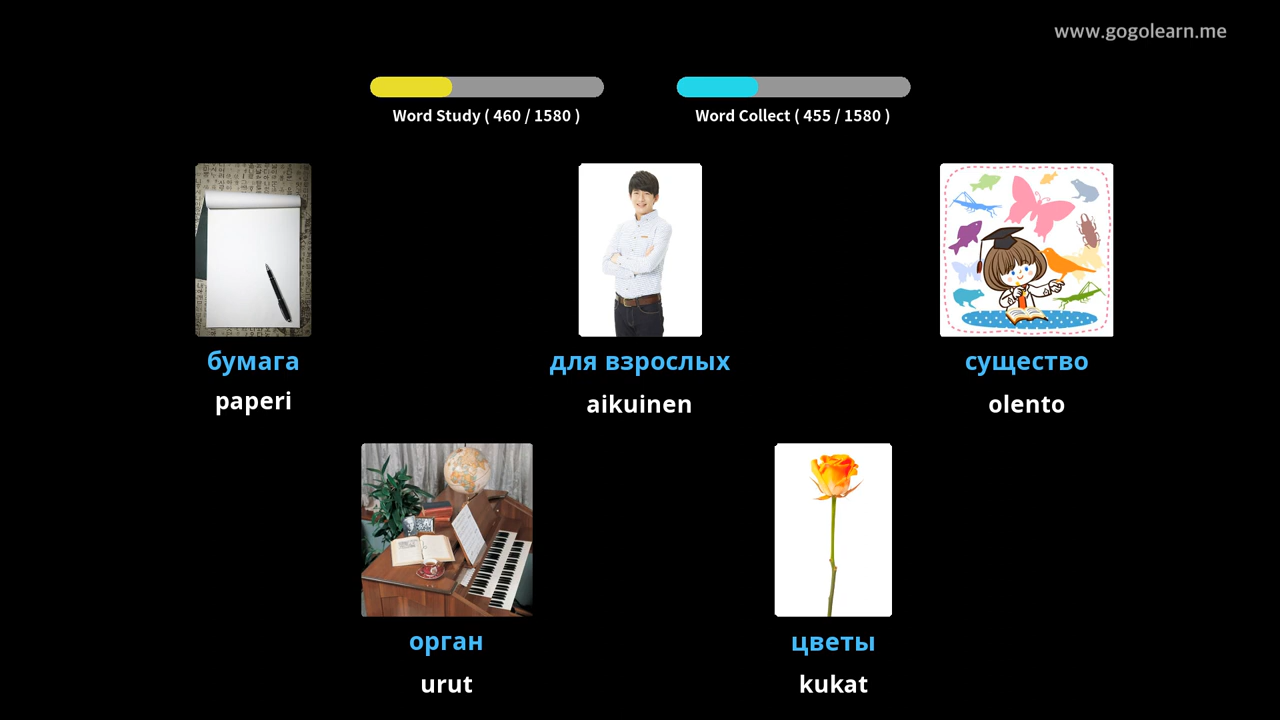 www.gogolearn.me
Word Study ( 460 / 1580 )
Word Collect ( 455 / 1580 )
бумага
paperi
для взрослых
aikuinen
существо
olento
орган
urut
цветы
kukat